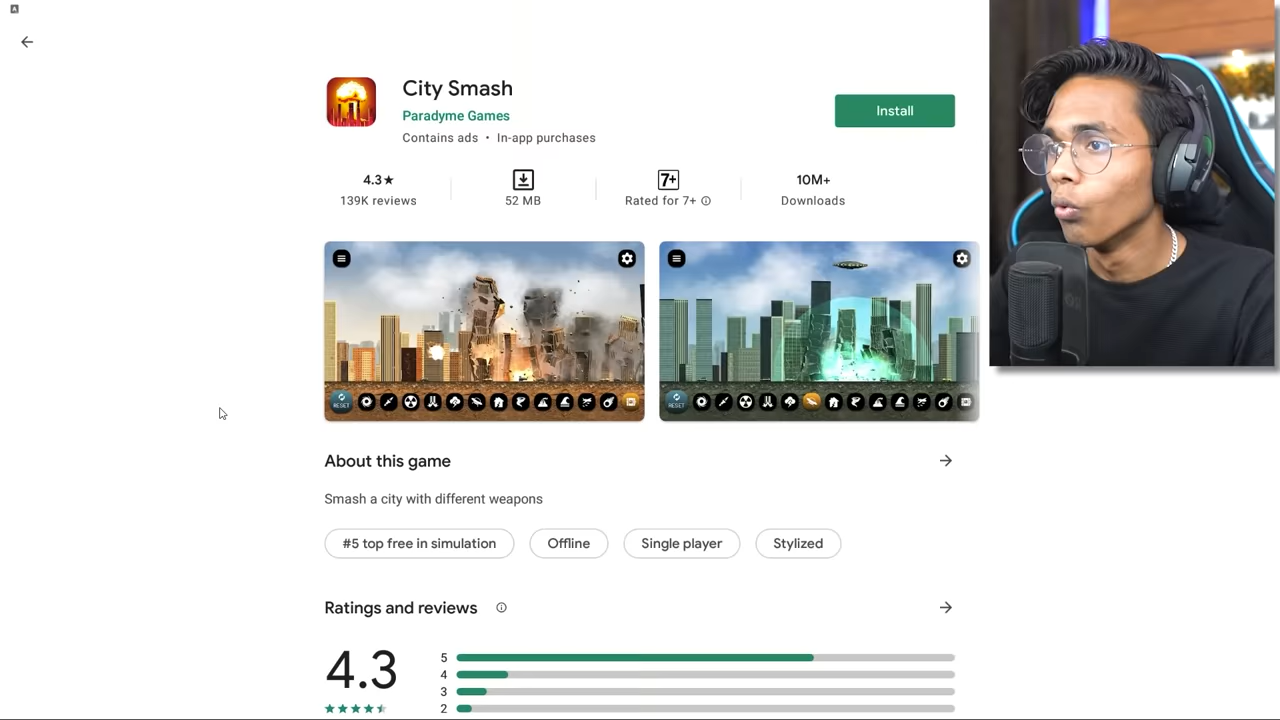 A
City Smash
Paradyme Games
Install
Contains ads • In-app purchases
4.3★
7+
10M+
139K reviews
52 MB
Rated for 7+
Downloads
RESET
RESET
About this game
Smash a city with different weapons
#5 top free in simulation
Offline
Single player
Stylized
Ratings and reviews
4.3
5
4
3
2